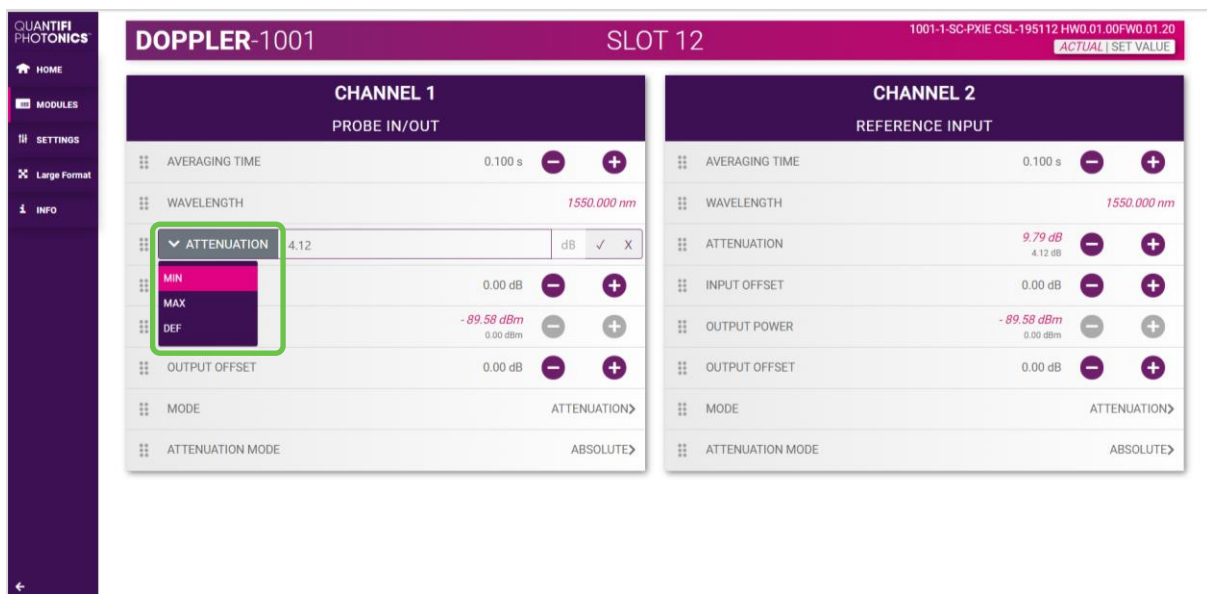 QUANTIFI
PHOTONICS
HOME
MODULES
SETTINGS
Large Format
INFO
DOPPLER-1001
SLOT 12
1001-1-SC-PXIE CSL-195112 HW0.01.00FW0.01.20
ACTUAL | SET VALUE
CHANNEL 1
PROBE IN/OUT
AVERAGING TIME 0.100 s
WAVELENGTH 1550.000 nm
ATTENUATION 4.12 dB ✓ X
MIN
MAX
DEF
0.00 dB
- 89.58 dBm
0.00 dBm
OUTPUT OFFSET 0.00 dB
MODE ATTENUATION>
ATTENUATION MODE ABSOLUTE>
CHANNEL 2
REFERENCE INPUT
AVERAGING TIME 0.100 s
WAVELENGTH 1550.000 nm
ATTENUATION 9.79 dB
4.12 dB
INPUT OFFSET 0.00 dB
OUTPUT POWER - 89.58 dBm
0.00 dBm
OUTPUT OFFSET 0.00 dB
MODE ATTENUATION>
ATTENUATION MODE ABSOLUTE>